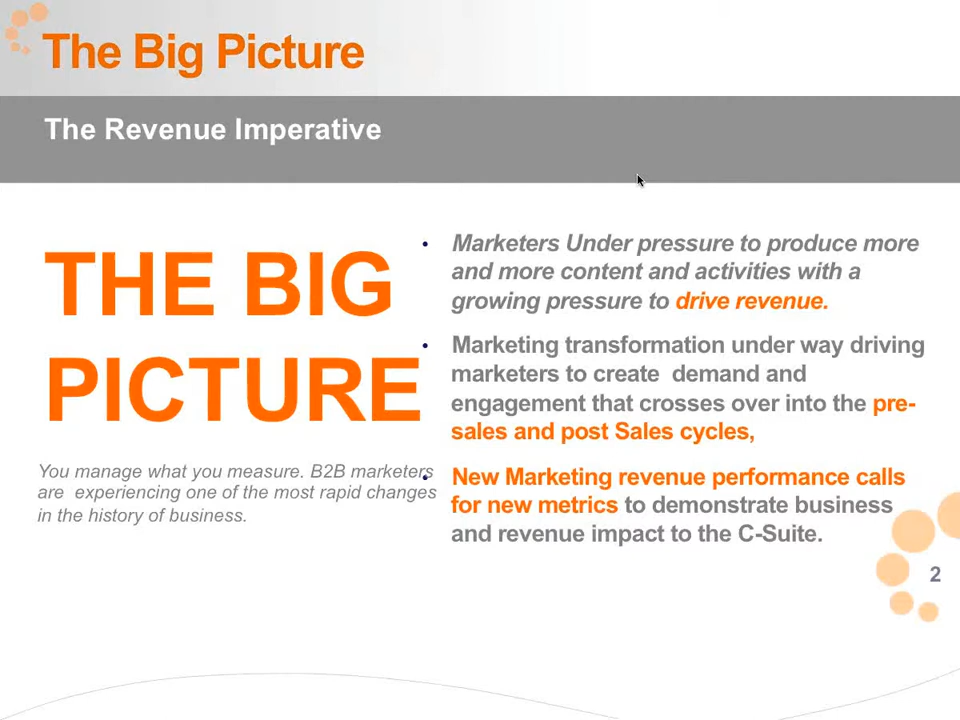 The Big Picture
The Revenue Imperative
THE BIG
PICTURE
You manage what you measure. B2B marketers
are experiencing one of the most rapid changes
in the history of business.
• Marketers Under pressure to produce more
and more content and activities with a
growing pressure to drive revenue.
• Marketing transformation under way driving
marketers to create demand and
engagement that crosses over into the pre-
sales and post Sales cycles,
• New Marketing revenue performance calls
for new metrics to demonstrate business
and revenue impact to the C-Suite.
2